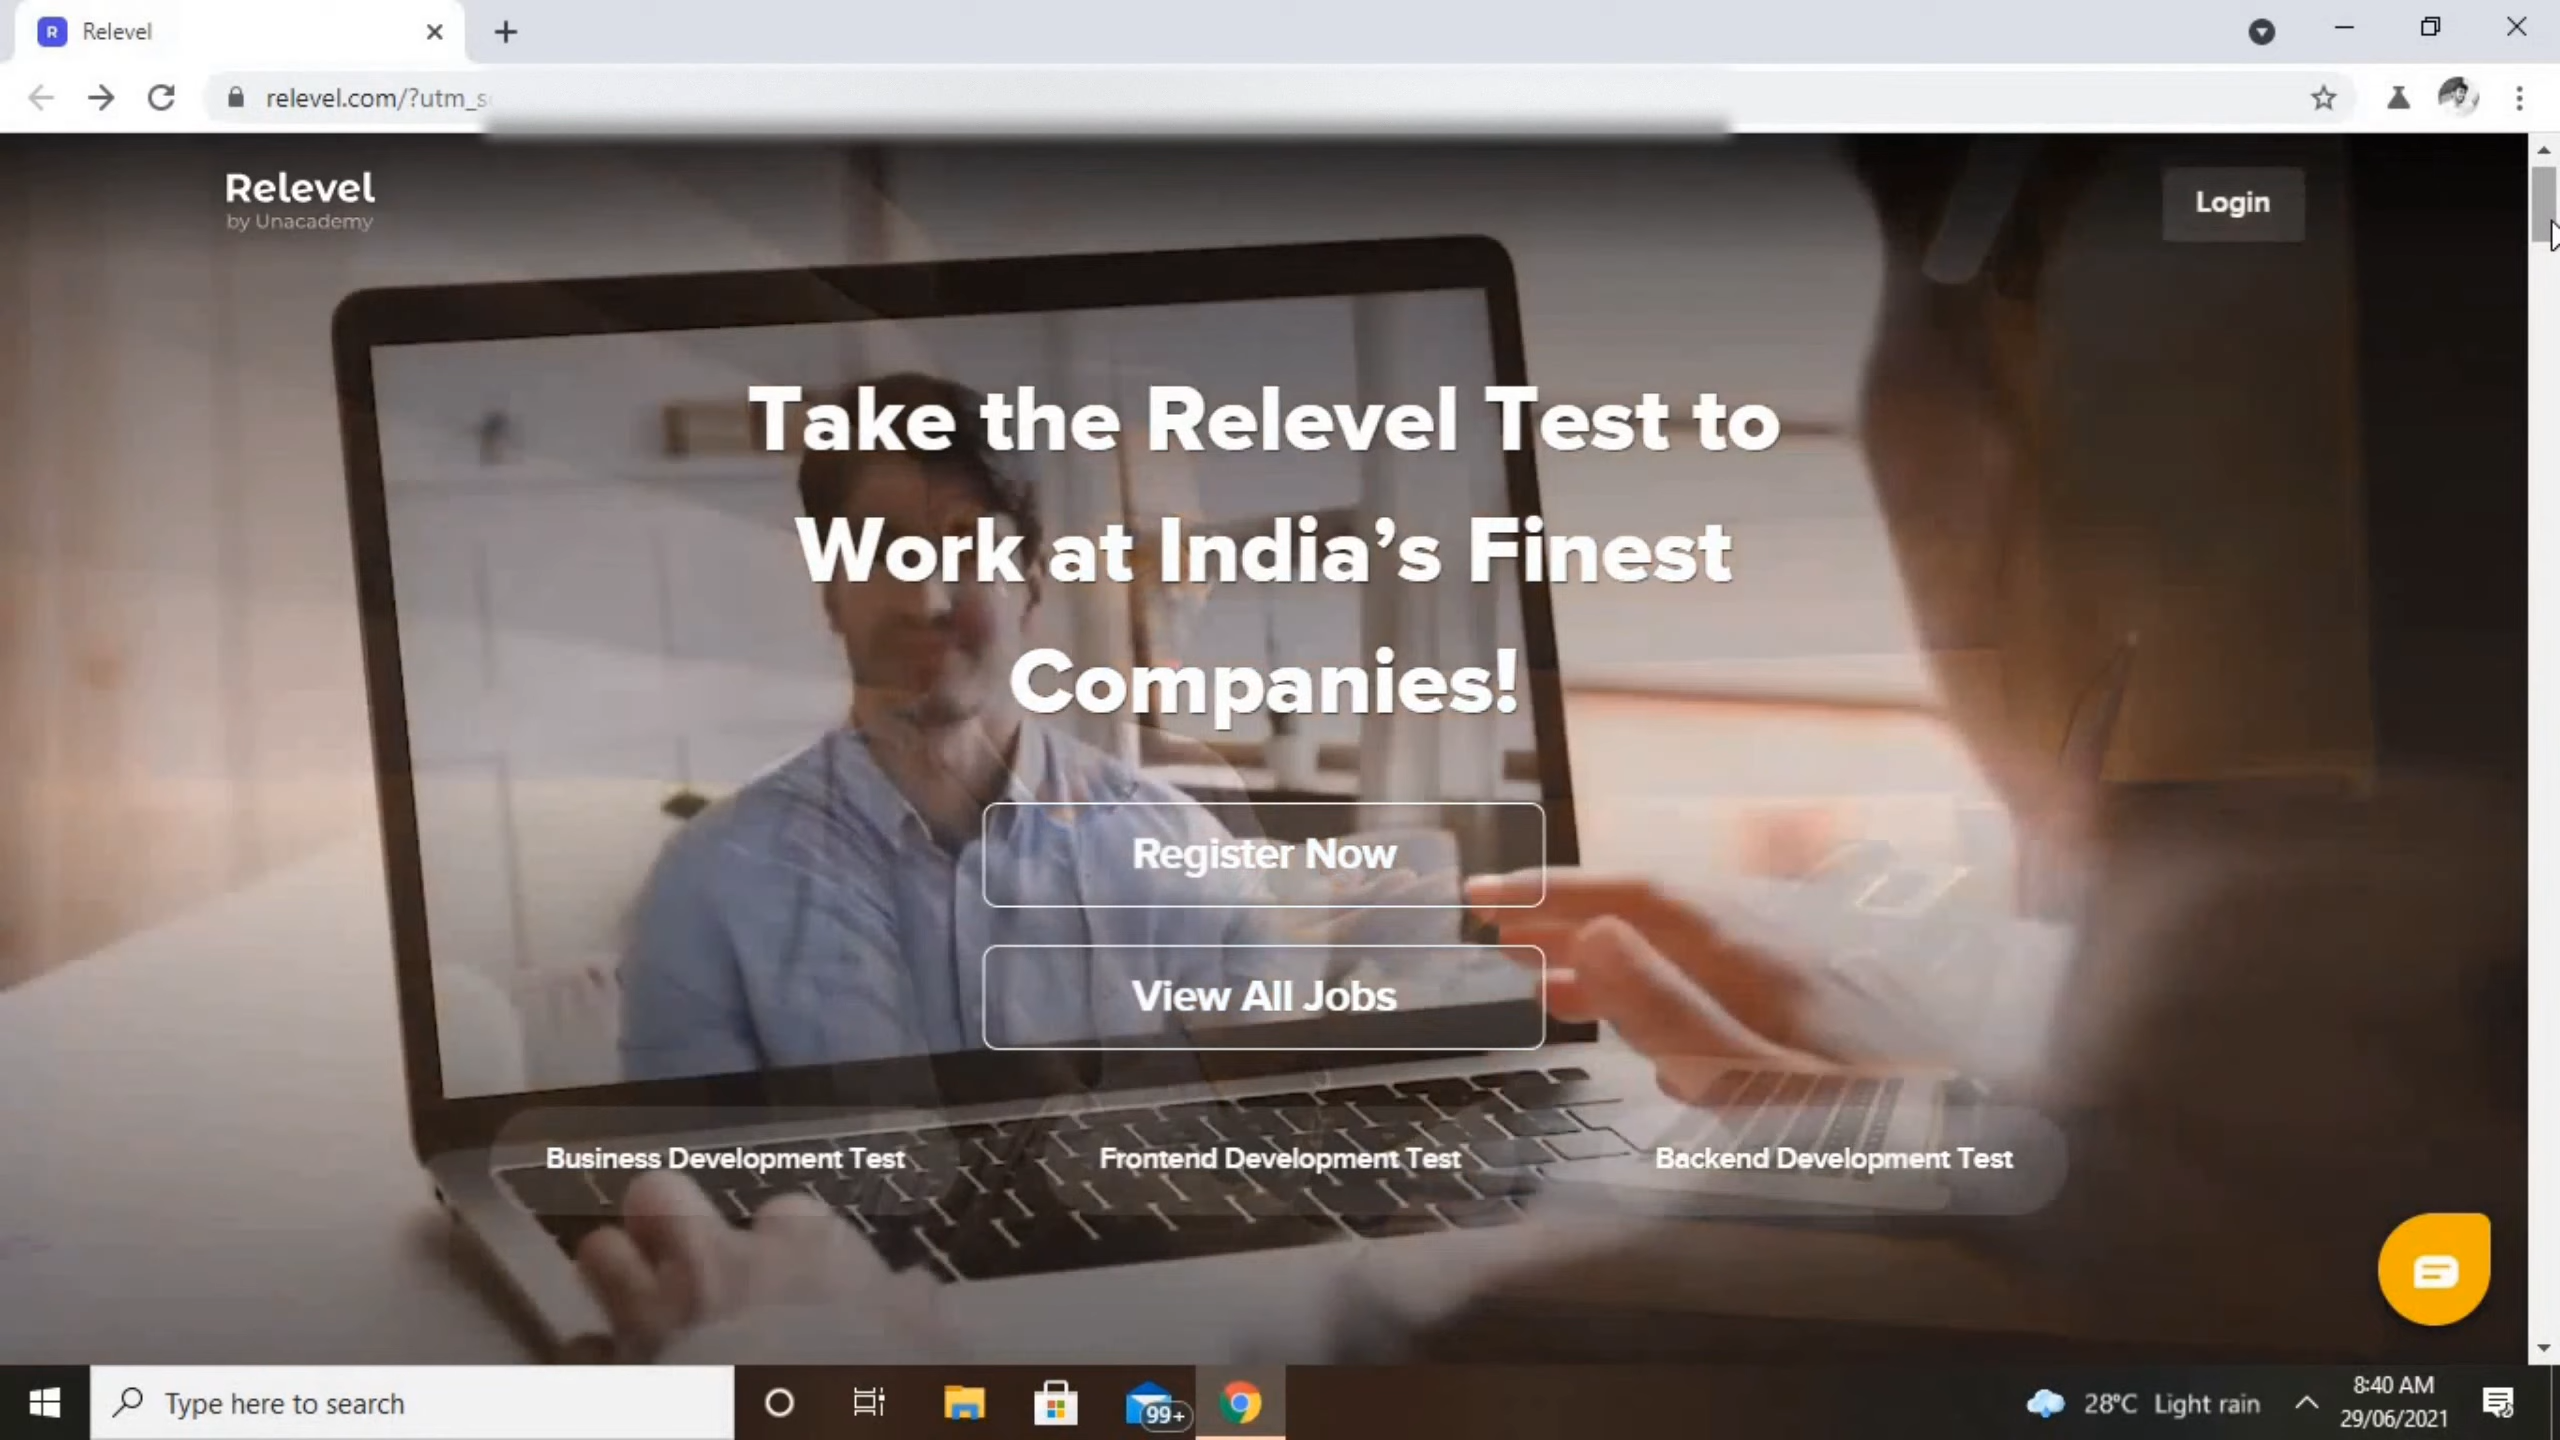 R Relevel
relevel.com/?utm_s
Relevel
by Unacademy
Login
Take the Relevel Test to
Work at India's Finest
Companies!
Register Now
View All Jobs
Business Development Test
Frontend Development Test
Backend Development Test
Type here to search
99+
28°C Light rain
8:40 AM
29/06/2021